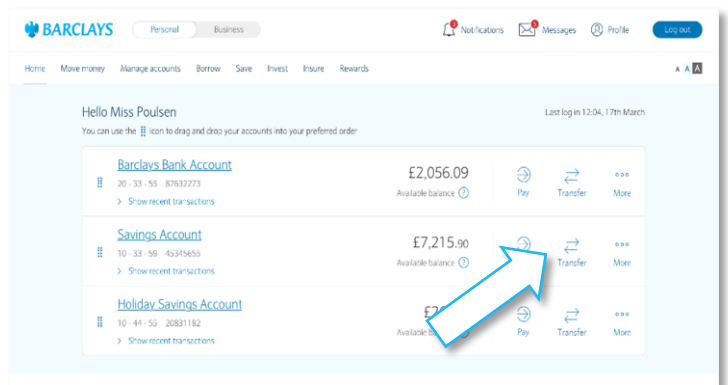 BARCLAYS Personal Business Notifications 3 Messages 6 Profile Log out
Home Move money Manage accounts Borrow Save Invest Insure Rewards A A A
Hello Miss Poulsen Last log in 12:04, 17th March
You can use the icon to drag and drop your accounts into your preferred order
Barclays Bank Account £2,056.09
20 - 33 - 55 87632273 Available balance ? Pay Transfer More
> Show recent transactions
Savings Account £7,215.90
10 - 33 - 59 45345655 Available balance ? Transfer More
> Show recent transactions
Holiday Savings Account
10 - 44 - 55 20831182 Available Pay Transfer More
> Show recent transactions